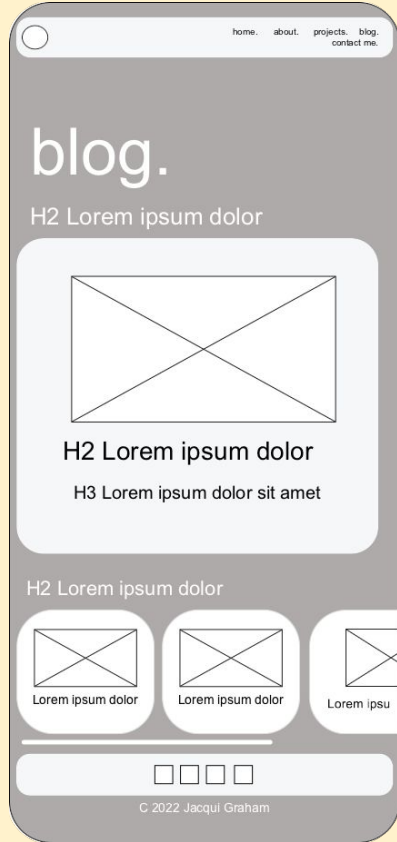 home. about. projects. blog.
contact me.
blog.
H2 Lorem ipsum dolor
H2 Lorem ipsum dolor
H3 Lorem ipsum dolor sit amet
H2 Lorem ipsum dolor
Lorem ipsum dolor Lorem ipsum dolor Lorem ipsu
C 2022 Jacqui Graham